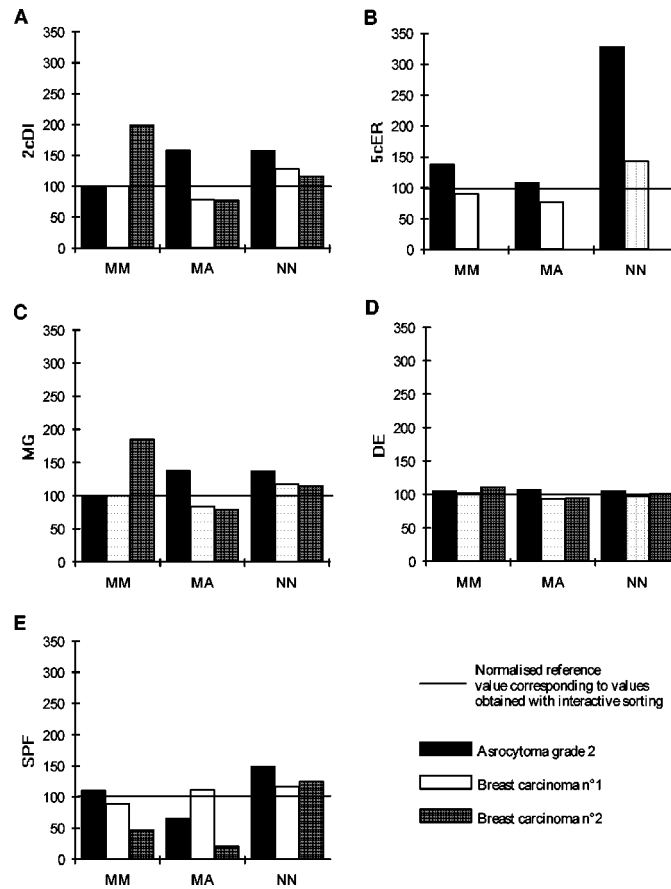 A
B
350
300
250
200
150
100
50
0
2cDI
MM MA NN
350
300
250
200
150
100
50
0
5cER
MM MA NN
C
D
350
300
250
200
150
100
50
0
MG
MM MA NN
350
300
250
200
150
100
50
0
DE
MM MA NN
E
350
300
250
200
150
100
50
0
SPF
MM MA NN
Normalised reference
value corresponding to values
obtained with interactive sorting
Asrocytoma grade 2
Breast carcinoma n°1
Breast carcinoma n°2